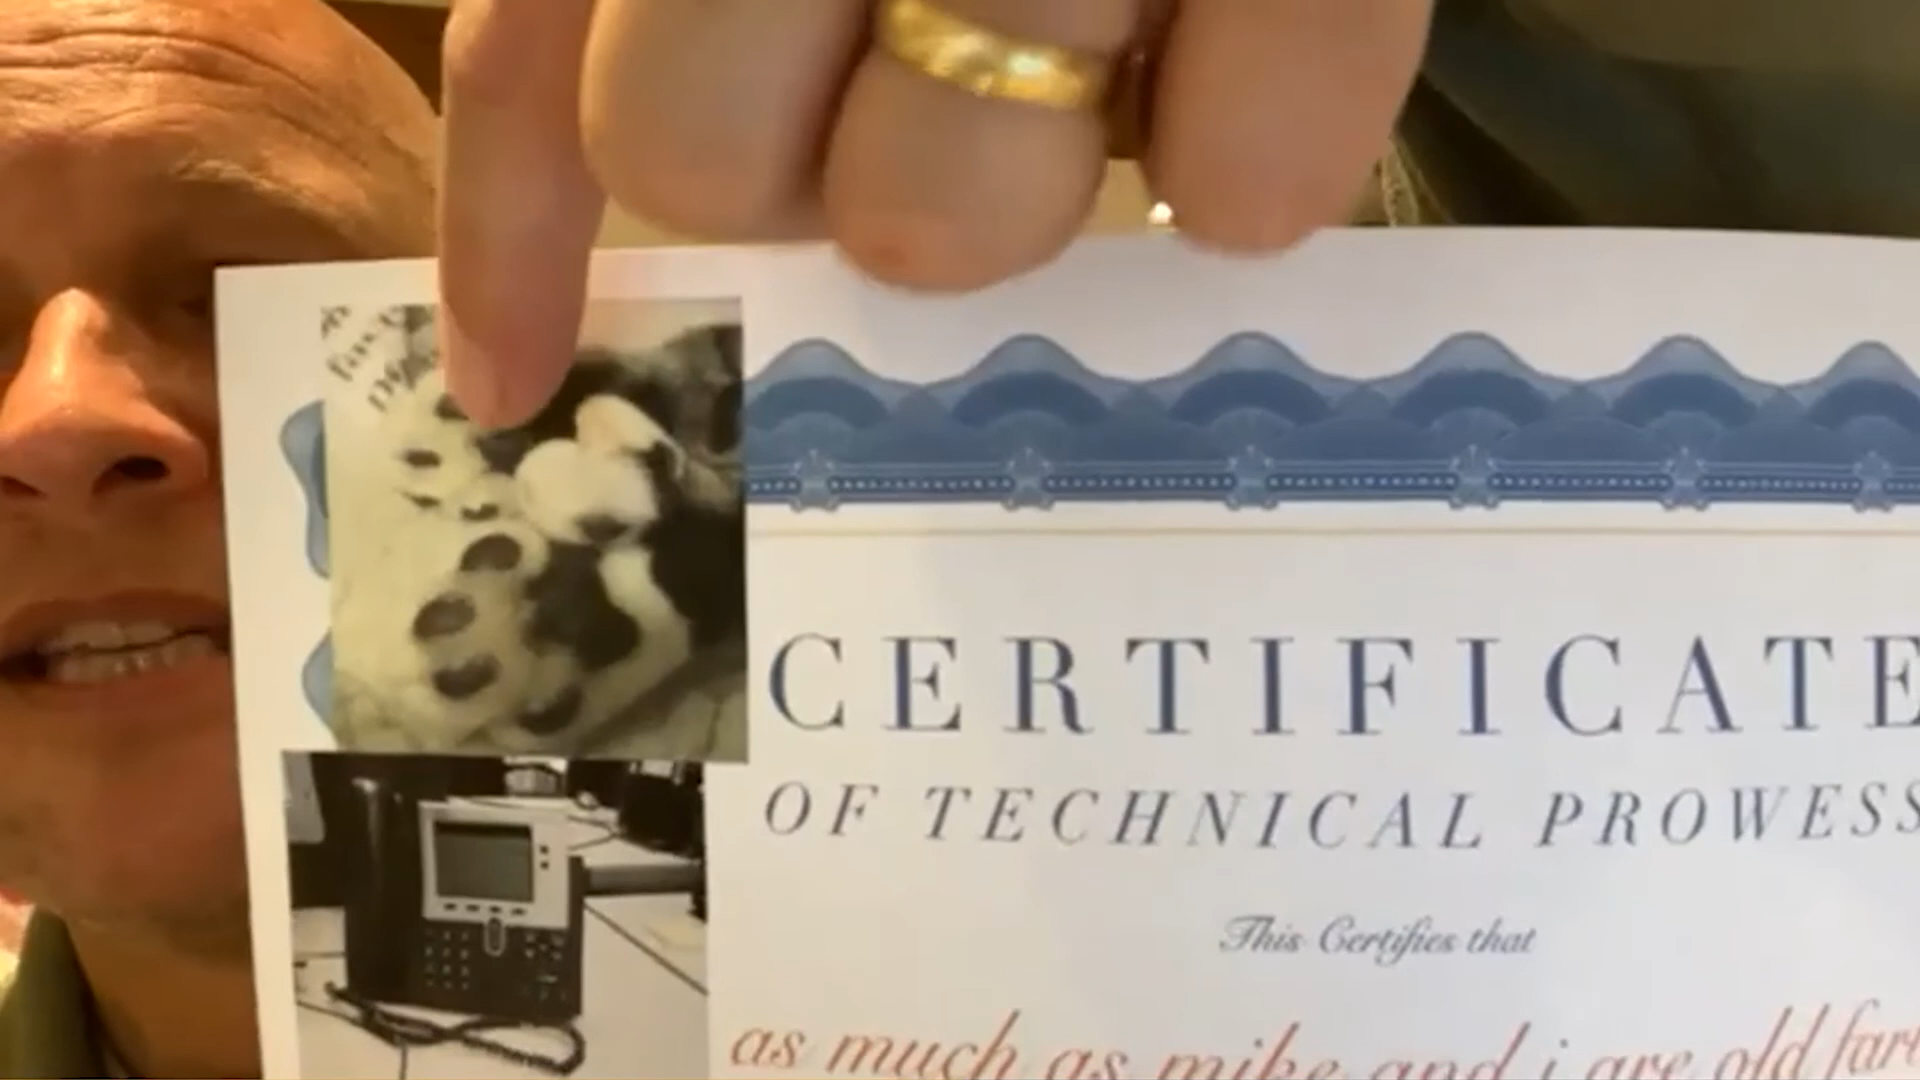 CERTIFICATE
OF TECHNICAL PROWESS
This Certifies that
as much as mike and i are old